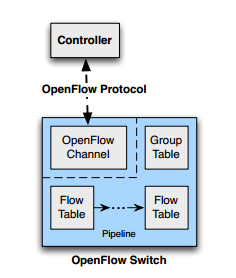 Controller
OpenFlow Protocol
OpenFlow
Channel
Group
Table
Flow
Table
Flow
Table
Pipeline
OpenFlow Switch